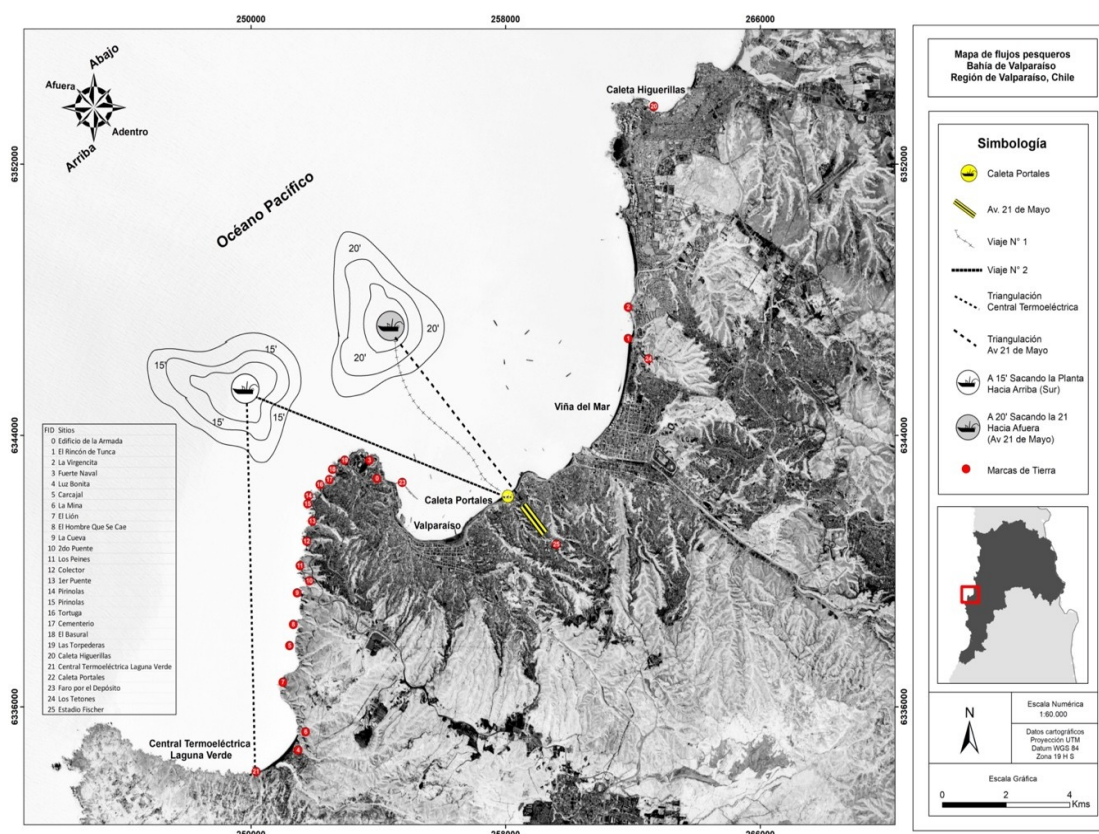 250000
258000
266000
6352000
6344000
6336000
6352000
6344000
6336000
250000
258000
266000
Abajo
Afuera
Adentro
Arriba
Océano Pacífico
Caleta Higuerillas
20'
20'
20'
15'
15'
15'
15'
Viña del Mar
Caleta Portales
Valparaíso
Central Termoeléctrica
Laguna Verde
FID Sitios
0 Edificio de la Armada
1 El Rincón de Tunca
2 La Virgencita
3 Fuerte Naval
4 Luz Bonita
5 Carcajal
6 La Mina
7 El Lión
8 El Hombre Que Se Cae
9 La Cueva
10 2do Puente
11 Los Peines
12 Colector
13 1er Puente
14 Pirinolas
15 Pirinolas
16 Tortuga
17 Cementerio
18 El Basural
19 Las Torpederas
20 Caleta Higuerillas
21 Central Termoeléctrica Laguna Verde
22 Caleta Portales
23 Faro por el Depósito
24 Los Tetones
25 Estadio Fischer
Mapa de flujos pesqueros
Bahía de Valparaíso
Región de Valparaíso, Chile
Simbología
Caleta Portales
Av. 21 de Mayo
Viaje N° 1
Viaje N° 2
Triangulación
Central Termoeléctrica
Triangulación
Av 21 de Mayo
A 15' Sacando la Planta
Hacia Arriba (Sur)
A 20' Sacando la 21
Hacia Afuera
(Av 21 de Mayo)
Marcas de Tierra
N
Escala Numérica
1:60.000
Datos cartográficos
Proyección UTM
Datum WGS 84
Zona 19 H S
Escala Gráfica
0 2 4
Kms